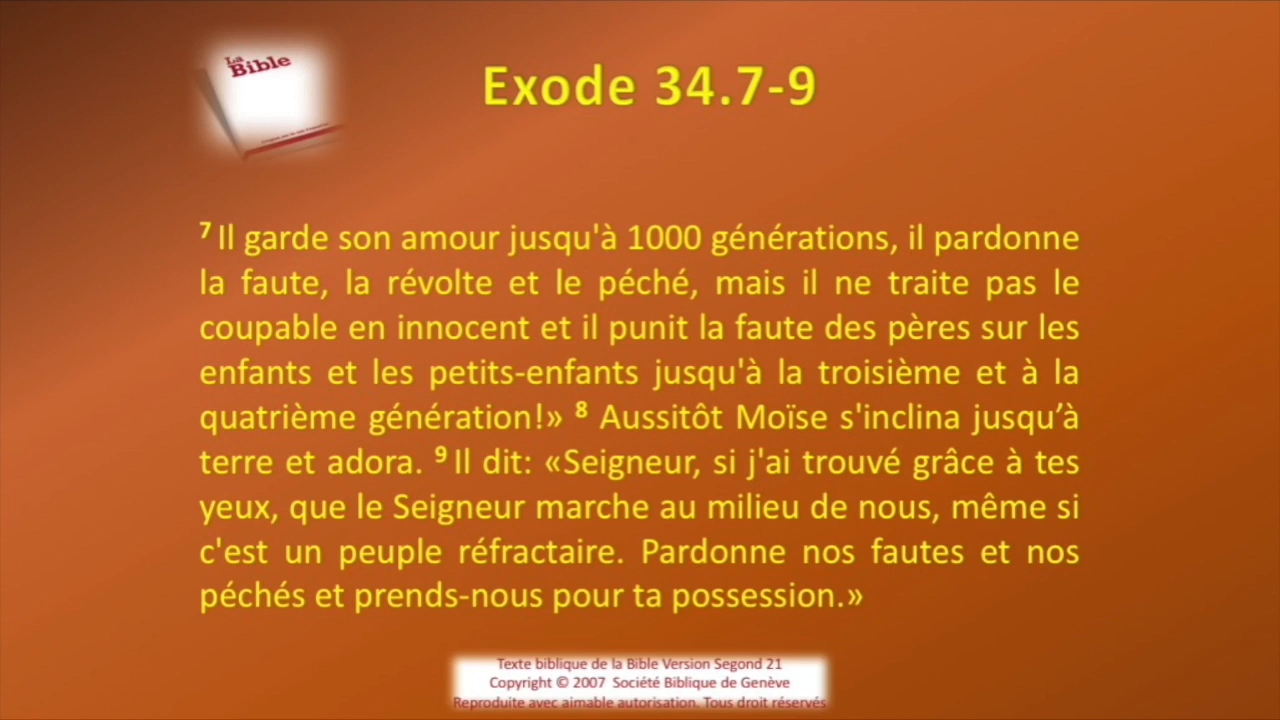 La
Bible
Exode 34.7-9
7 Il garde son amour jusqu'à 1000 générations, il pardonne
la faute, la révolte et le péché, mais il ne traite pas le
coupable en innocent et il punit la faute des pères sur les
enfants et les petits-enfants jusqu'à la troisième et à la
quatrième génération!» 8 Aussitôt Moïse s'inclina jusqu’à
terre et adora. 9 Il dit: «Seigneur, si j'ai trouvé grâce à tes
yeux, que le Seigneur marche au milieu de nous, même si
c'est un peuple réfractaire. Pardonne nos fautes et nos
péchés et prends-nous pour ta possession.»
Texte biblique de la Bible Version Segond 21
Copyright © 2007 Société Biblique de Genève
Reproduite avec aimable autorisation. Tous droit réservés